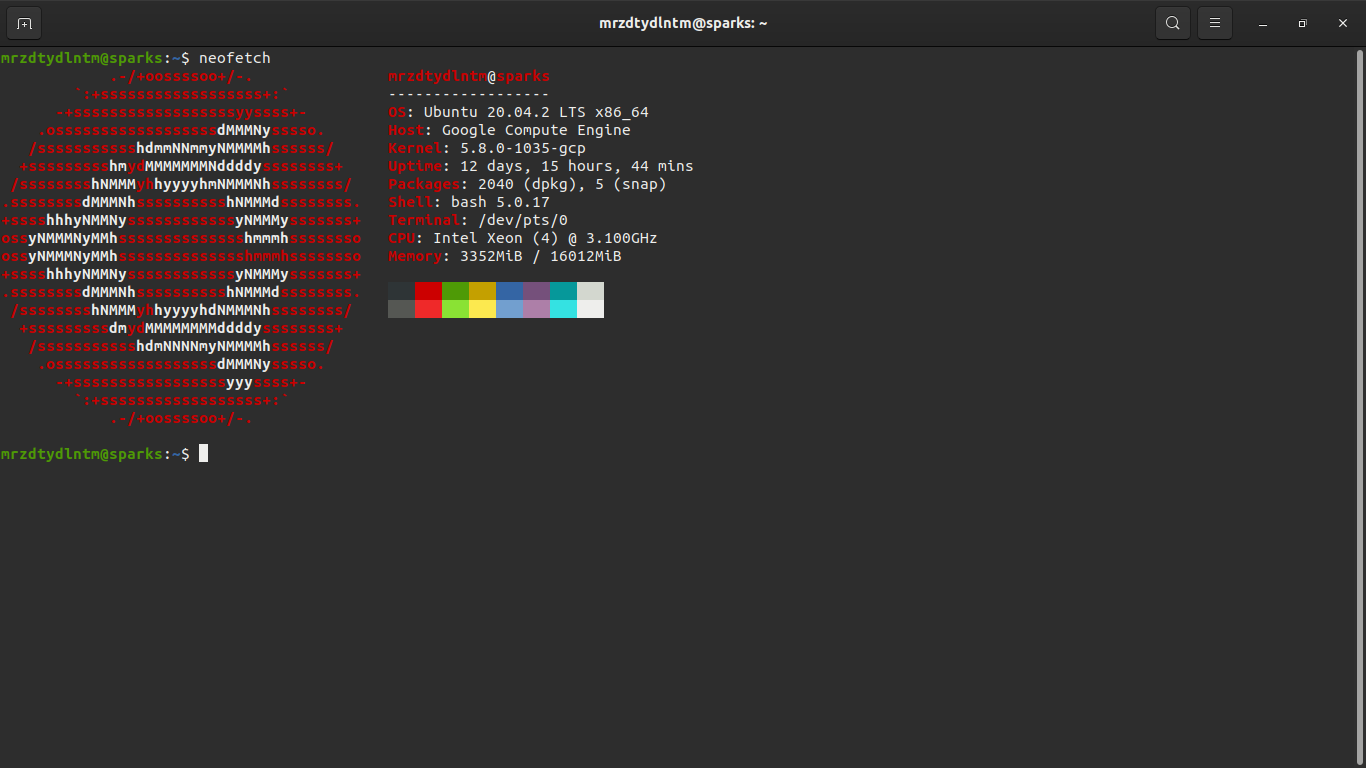 mrzdtydlntm@sparks: ~
mrzdtydlntm@sparks:~$ neofetch
.-/+oossssoo+/-. mrzdtydlntm@sparks
`:+ssssssssssssssssss+:` ------------------
-+ssssssssssssssssssyyssss+- OS: Ubuntu 20.04.2 LTS x86_64
.ossssssssssssssssssdMMMNysssso. Host: Google Compute Engine
/ssssssssssshdmmNNmmyNMMMMhssssss/ Kernel: 5.8.0-1035-gcp
+ssssssssshmydMMMMMMMNddddyssssssss+ Uptime: 12 days, 15 hours, 44 mins
/sssssssshNMMMyhhyyyyhmNMMMNhssssssss/ Packages: 2040 (dpkg), 5 (snap)
.ssssssssdMMMNhsssssssssshNMMMdssssssss. Shell: bash 5.0.17
+sssshhhyNMMNyssssssssssssyNMMMysssssss+ Terminal: /dev/pts/0
ossyNMMMNyMMhsssssssssssssshmmmhssssssso CPU: Intel Xeon (4) @ 3.100GHz
ossyNMMMNyMMhsssssssssssssshmmmhssssssso Memory: 3352MiB / 16012MiB
+sssshhhyNMMNyssssssssssssyNMMMysssssss+
.ssssssssdMMMNhsssssssssshNMMMdssssssss.
/sssssssshNMMMyhhyyyyhdNMMMNhssssssss/
+sssssssssdmydMMMMMMMMddddyssssssss+
/ssssssssssshdmNNNNmyNMMMMhssssss/
.ossssssssssssssssssdMMMNysssso.
-+sssssssssssssssssyyyssss+-
`:+ssssssssssssssssss+:`
.-/+oossssoo+/-.
mrzdtydlntm@sparks:~$